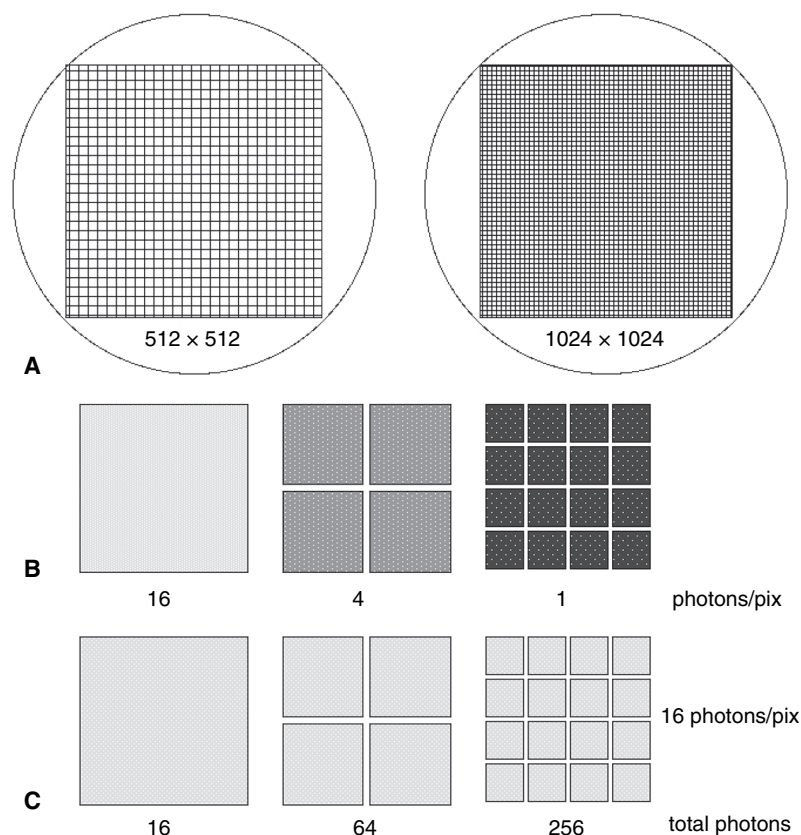 512 × 512
1024 × 1024
A
B
16
4
1
photons/pix
16 photons/pix
C
16
64
256
total photons